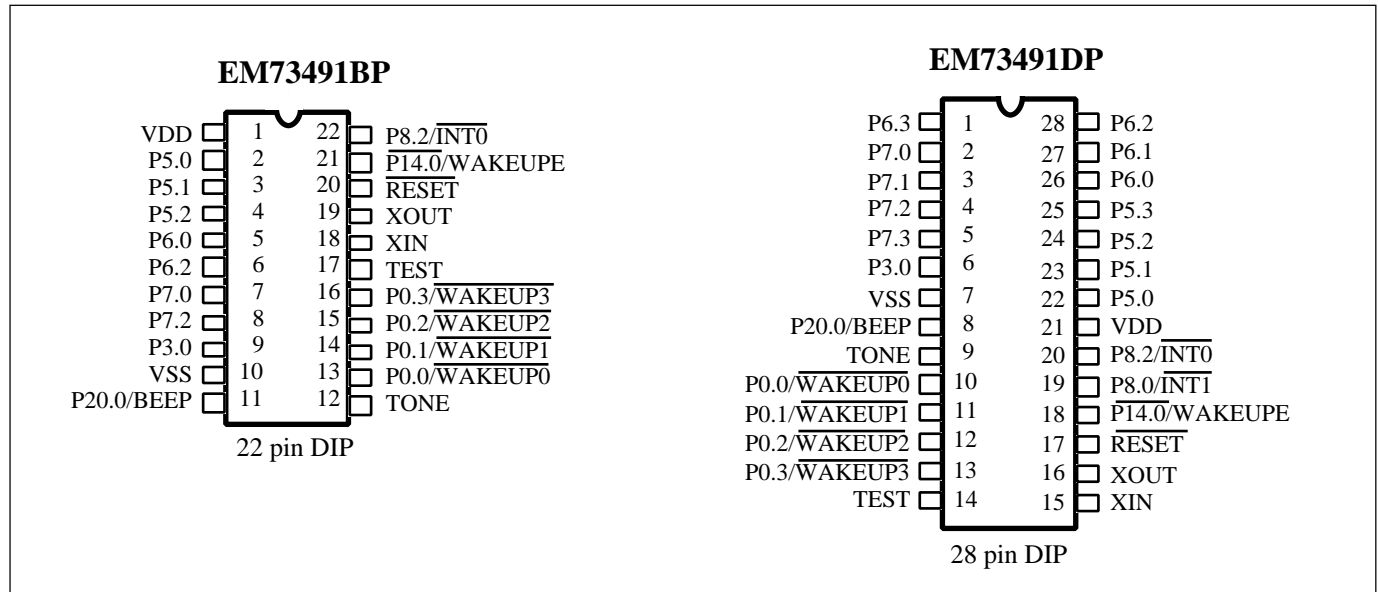 EM73491BP
VDD 1 22 P8.2/INT0
P5.0 2 21 P14.0/WAKEUPE
P5.1 3 20 RESET
P5.2 4 19 XOUT
P6.0 5 18 XIN
P6.2 6 17 TEST
P7.0 7 16 P0.3/WAKEUP3
P7.2 8 15 P0.2/WAKEUP2
P3.0 9 14 P0.1/WAKEUP1
VSS 10 13 P0.0/WAKEUP0
P20.0/BEEP 11 12 TONE
22 pin DIP
EM73491DP
P6.3 1 28 P6.2
P7.0 2 27 P6.1
P7.1 3 26 P6.0
P7.2 4 25 P5.3
P7.3 5 24 P5.2
P3.0 6 23 P5.1
VSS 7 22 P5.0
P20.0/BEEP 8 21 VDD
TONE 9 20 P8.2/INT0
P0.0/WAKEUP0 10 19 P8.0/INT1
P0.1/WAKEUP1 11 18 P14.0/WAKEUPE
P0.2/WAKEUP2 12 17 RESET
P0.3/WAKEUP3 13 16 XOUT
TEST 14 15 XIN
28 pin DIP